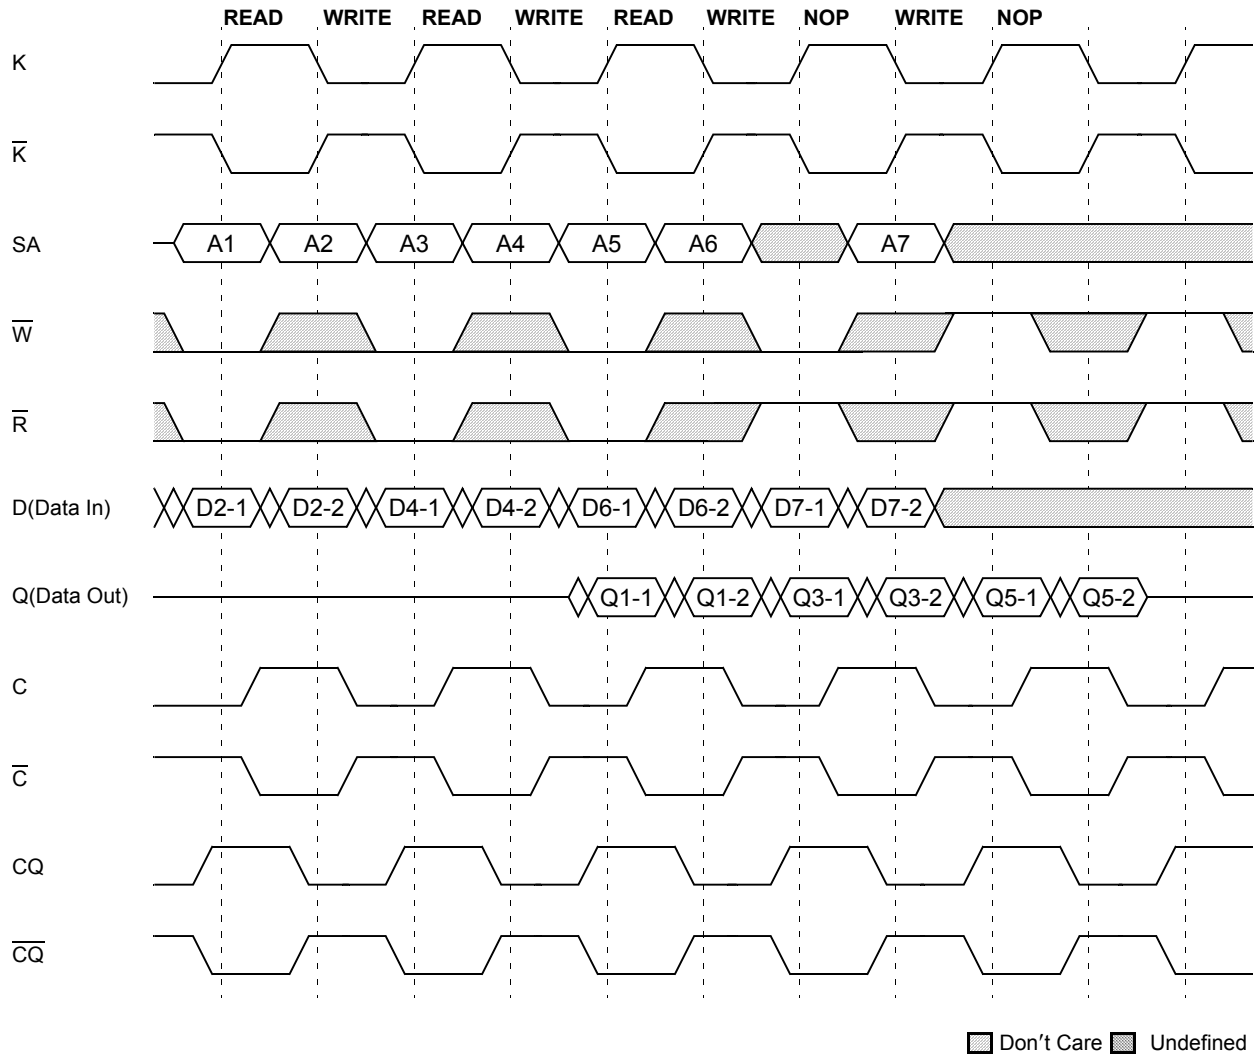 READ WRITE READ WRITE READ WRITE NOP WRITE NOP
K
K̅
SA A1 A2 A3 A4 A5 A6 A7
W̅
R̅
D(Data In) D2-1 D2-2 D4-1 D4-2 D6-1 D6-2 D7-1 D7-2
Q(Data Out) Q1-1 Q1-2 Q3-1 Q3-2 Q5-1 Q5-2
C
C̅
CQ
C̅Q̅
Don't Care Undefined